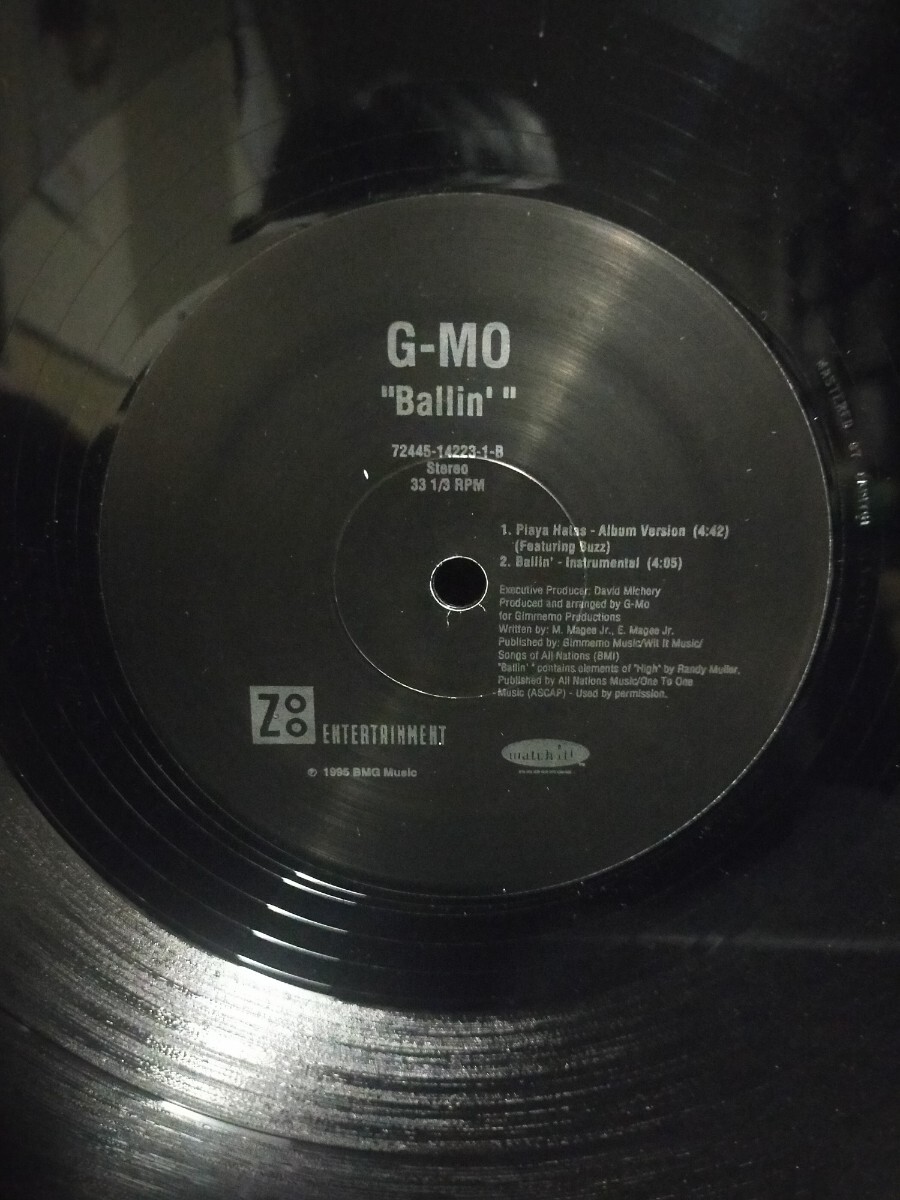 G-MO
"Ballin' "
72445-14223-1-B
Stereo
33 1/3 RPM
1. Playa Hatas - Album Version (4:42)
(Featuring Buzz)
2. Ballin' - Instrumental (4:05)
Executive Producer: David Michery
Produced and arranged by G-Mo
for Gimmemo Productions
Written by: M. Magee Jr., E. Magee Jr.
Published by: Gimmemo Music/Wit It Music/
Songs of All Nations (BMI)
"Ballin' " contains elements of "High" by Randy Muller,
Published by All Nations Music/One To One
Music (ASCAP) - Used by permission.
Zoo
ENTERTAINMENT
match it!
℗ 1995 BMG Music
MASTERED BY